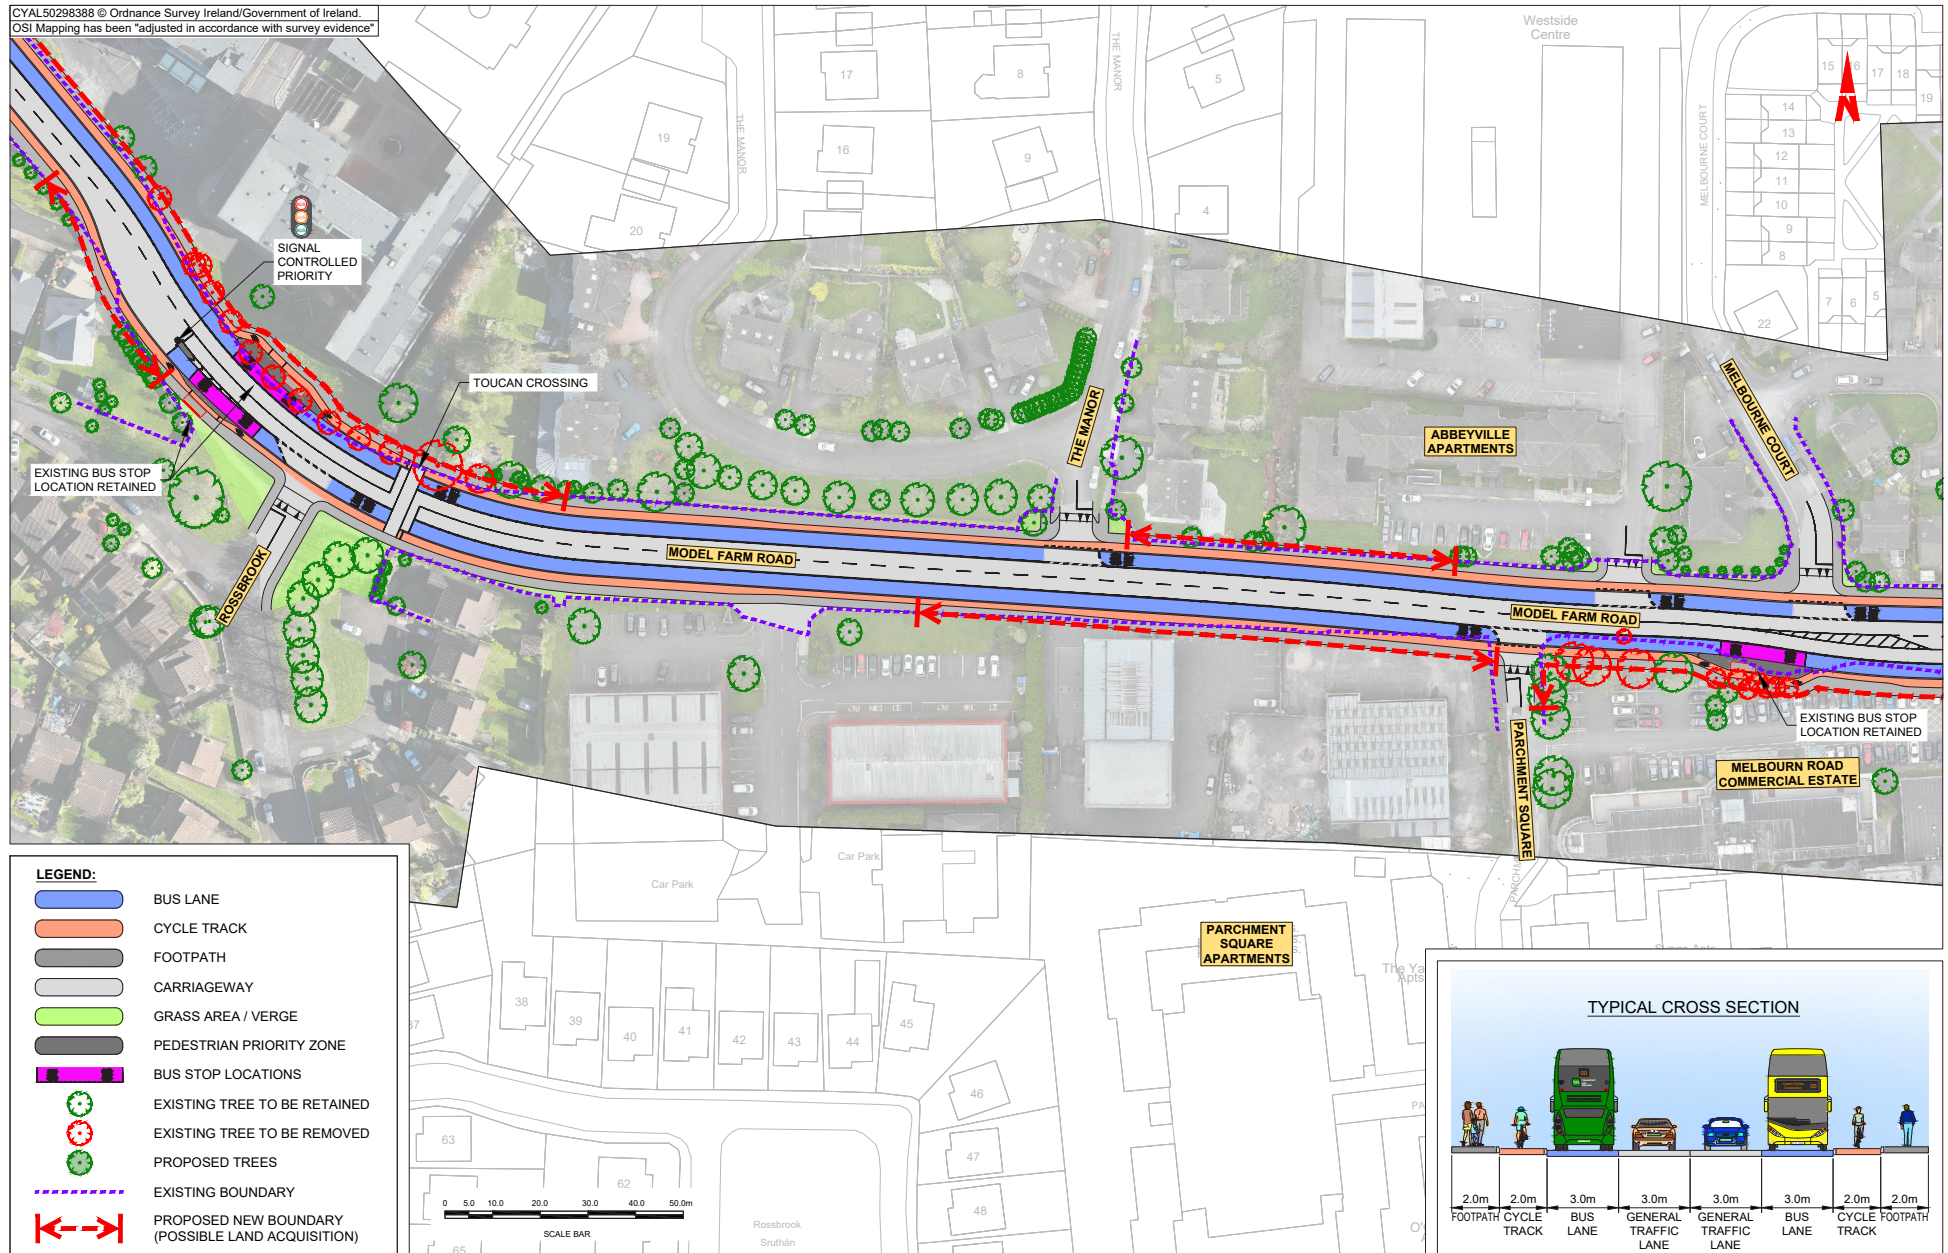 CYAL50298388 © Ordnance Survey Ireland/Government of Ireland.
OSI Mapping has been "adjusted in accordance with survey evidence"
Westside
Centre
THE MANOR
THE MANOR
MELBOURNE COURT
17
8
5
19
16
9
20
4
15
16
17
18
19
14
13
12
11
10
9
8
7
6
5
22
SIGNAL
CONTROLLED
PRIORITY
TOUCAN CROSSING
EXISTING BUS STOP
LOCATION RETAINED
ROSSBROOK
MODEL FARM ROAD
THE MANOR
ABBEYVILLE
APARTMENTS
MELBOURNE COURT
MODEL FARM ROAD
EXISTING BUS STOP
LOCATION RETAINED
PARCHMENT SQUARE
MELBOURN ROAD
COMMERCIAL ESTATE
Car Park
Car Park
PARCHMENT
SQUARE
APARTMENTS
The Ya
Apts
38
39
40
41
42
43
44
45
46
47
48
37
63
62
65
Rossbrook
Sruthán
PA
LEGEND:
BUS LANE
CYCLE TRACK
FOOTPATH
CARRIAGEWAY
GRASS AREA / VERGE
PEDESTRIAN PRIORITY ZONE
BUS STOP LOCATIONS
EXISTING TREE TO BE RETAINED
EXISTING TREE TO BE REMOVED
PROPOSED TREES
EXISTING BOUNDARY
PROPOSED NEW BOUNDARY
(POSSIBLE LAND ACQUISITION)
0 5.0 10.0 20.0 30.0 40.0 50.0m
SCALE BAR
TYPICAL CROSS SECTION
2.0m 2.0m 3.0m 3.0m 3.0m 3.0m 2.0m 2.0m
FOOTPATH CYCLE BUS GENERAL GENERAL BUS CYCLE FOOTPATH
TRACK LANE TRAFFIC TRAFFIC LANE TRACK
LANE LANE